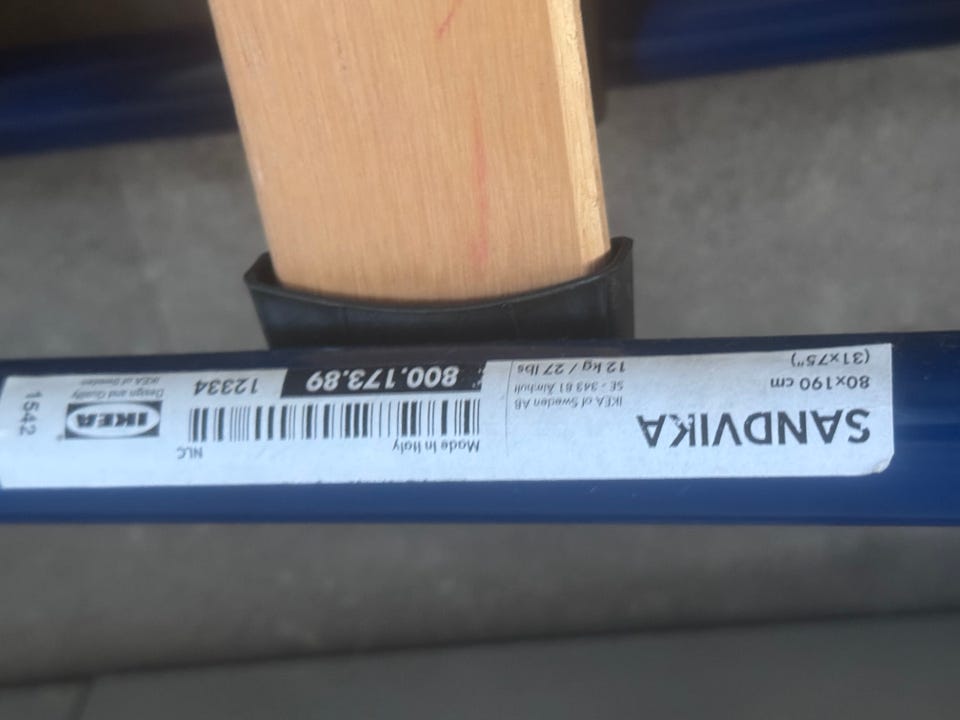 SANDVIKA
80x190 cm
(31x75")
IKEA of Sweden AB
SE - 343 81 Älmhult
12 kg / 27 lbs
Made in Italy
NLC
800.173.89
12334
IKEA®
Design and Quality
IKEA of Sweden
1542